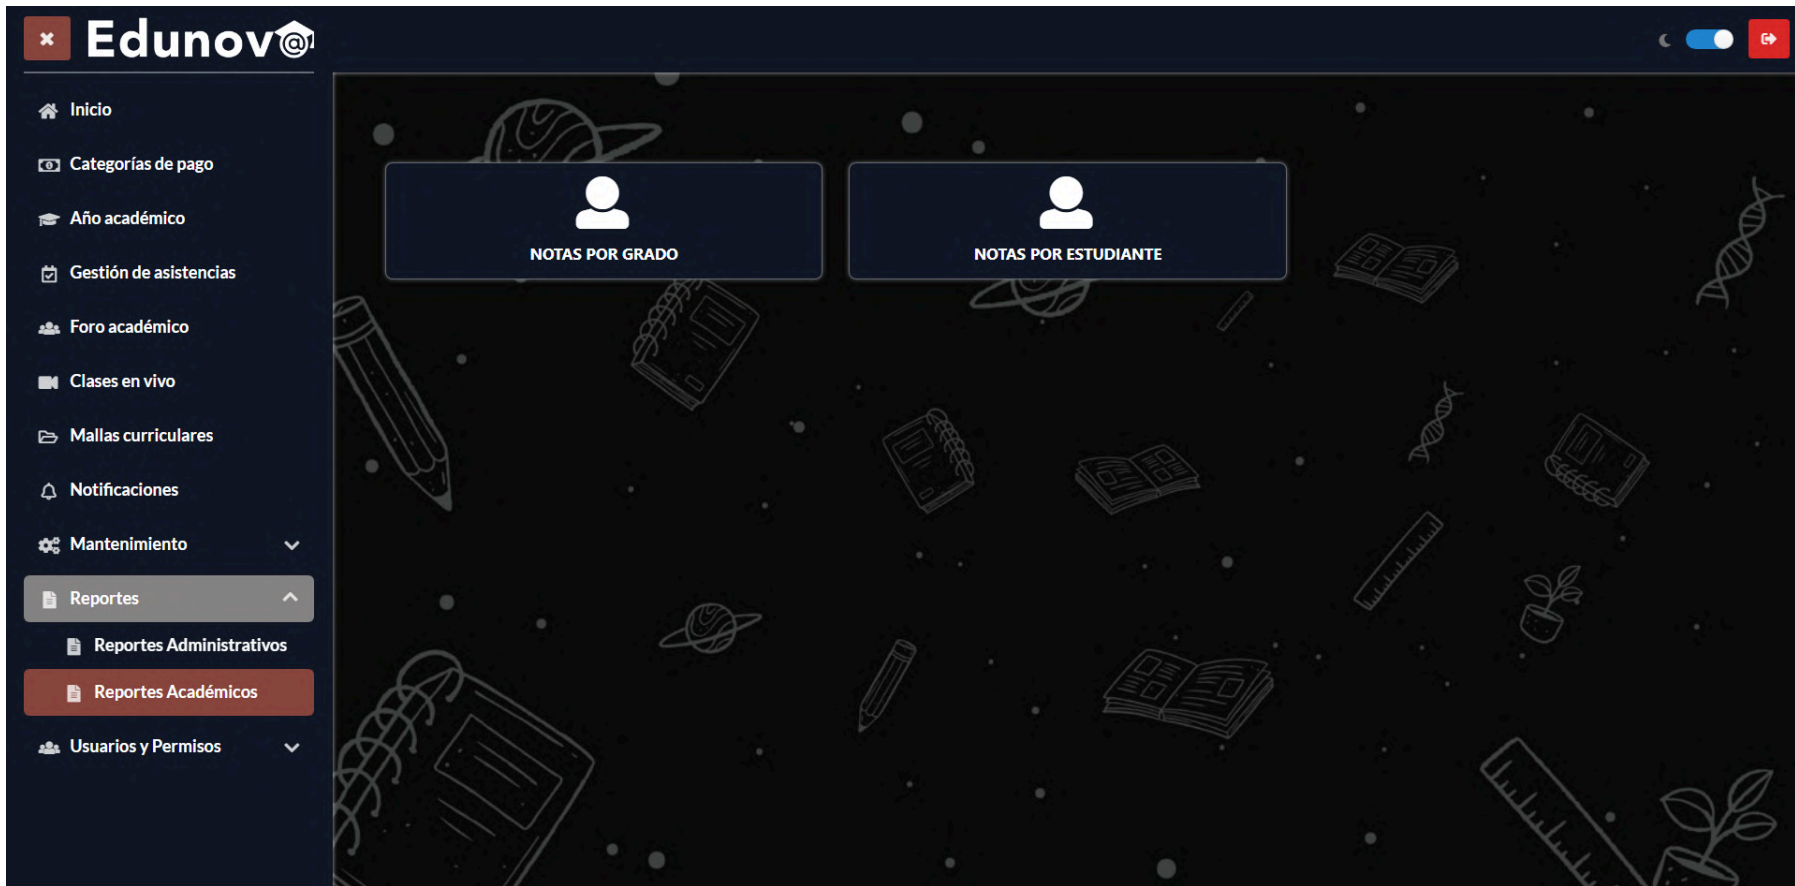 Edunov@
Inicio
Categorías de pago
Año académico
Gestión de asistencias
Foro académico
Clases en vivo
Mallas curriculares
Notificaciones
Mantenimiento
Reportes
Reportes Administrativos
Reportes Académicos
Usuarios y Permisos
NOTAS POR GRADO
NOTAS POR ESTUDIANTE